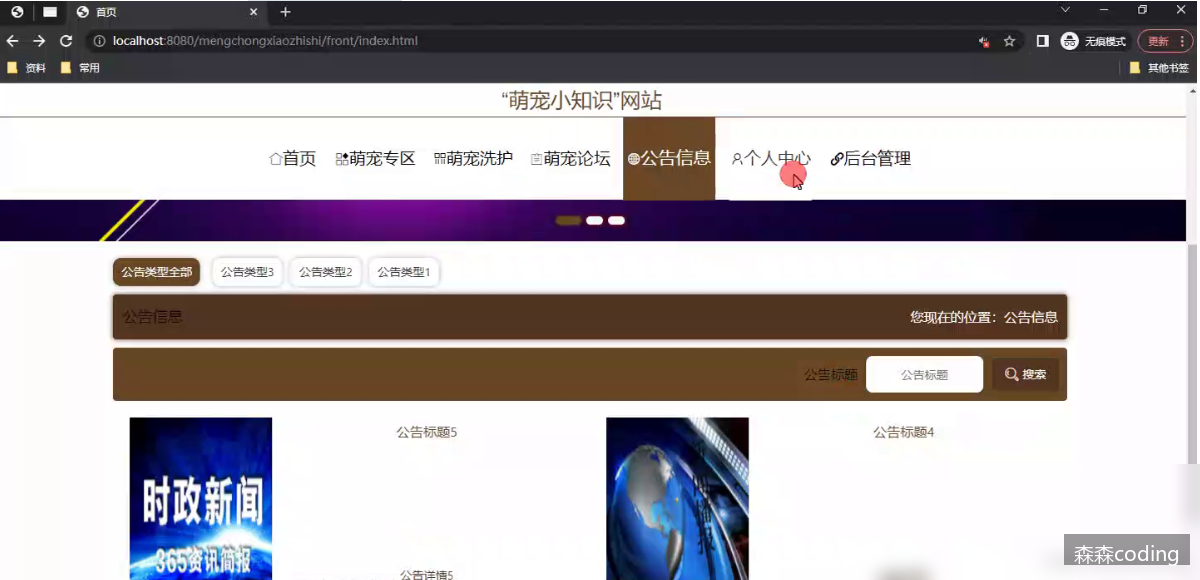 首页
localhost:8080/mengchongxiaozhishi/front/index.html
无痕模式
更新
资料
常用
其他书签
“萌宠小知识”网站
首页
萌宠专区
萌宠洗护
萌宠论坛
公告信息
个人中心
后台管理
公告类型全部
公告类型3
公告类型2
公告类型1
公告信息
您现在的位置：公告信息
公告标题
公告标题
搜索
公告标题5
公告标题4
时政新闻
365资讯简报
公告详情5
森森coding